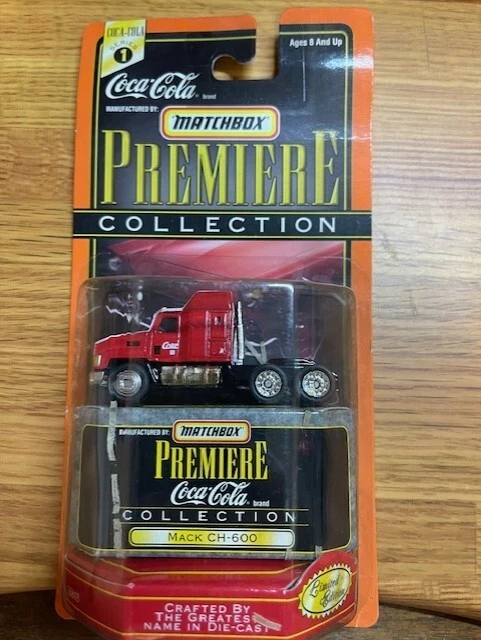 COCA-COLA
SERIES
1
Ages 8 And Up
Coca-Cola brand
MANUFACTURED BY:
MATCHBOX
PREMIERE
COLLECTION
Coke
MANUFACTURED BY:
MATCHBOX
PREMIERE
Coca-Cola brand
COLLECTION
MACK CH-600
Limited Edition
CRAFTED BY
THE GREATEST
NAME IN DIE-CAST